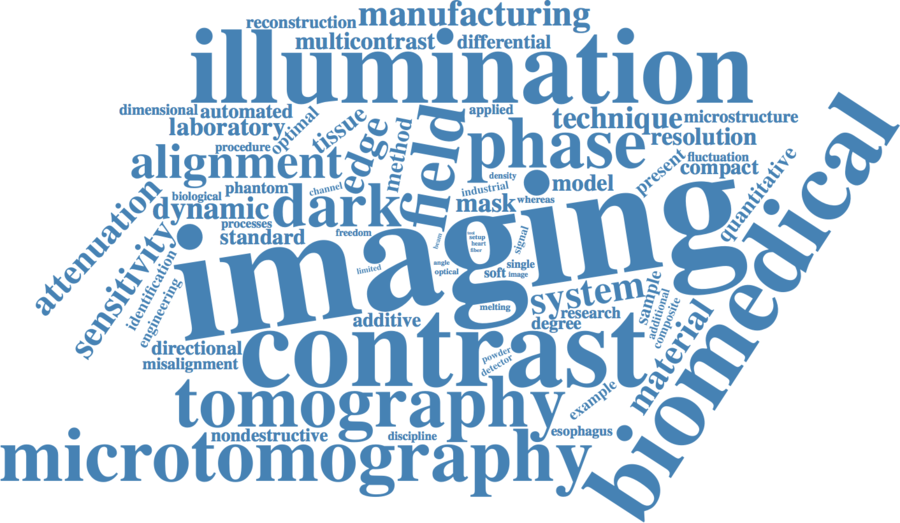 reconstruction
manufacturing
multicontrast
differential
illumination
dimensional
automated
optimal
tissue
edge
method
field
applied
technique
microstructure
laboratory
procedure
alignment
phase
resolution
present
fluctuation
compact
quantitative
biological
phantom
channel
density
industrial
model
attenuation
dynamic
dark
mask
whereas
processes
standard
freedom
sensitivity
identification
engineering
imaging
beam
tool
setup
heart
fiber
signal
limited
angle
optical
soft
single
image
melting
system
sample
additional
composite
biomedical
additive
research
degree
directional
misalignment
contrast
powder
detector
material
tomography
example
nondestructive
discipline
esophagus
microtomography